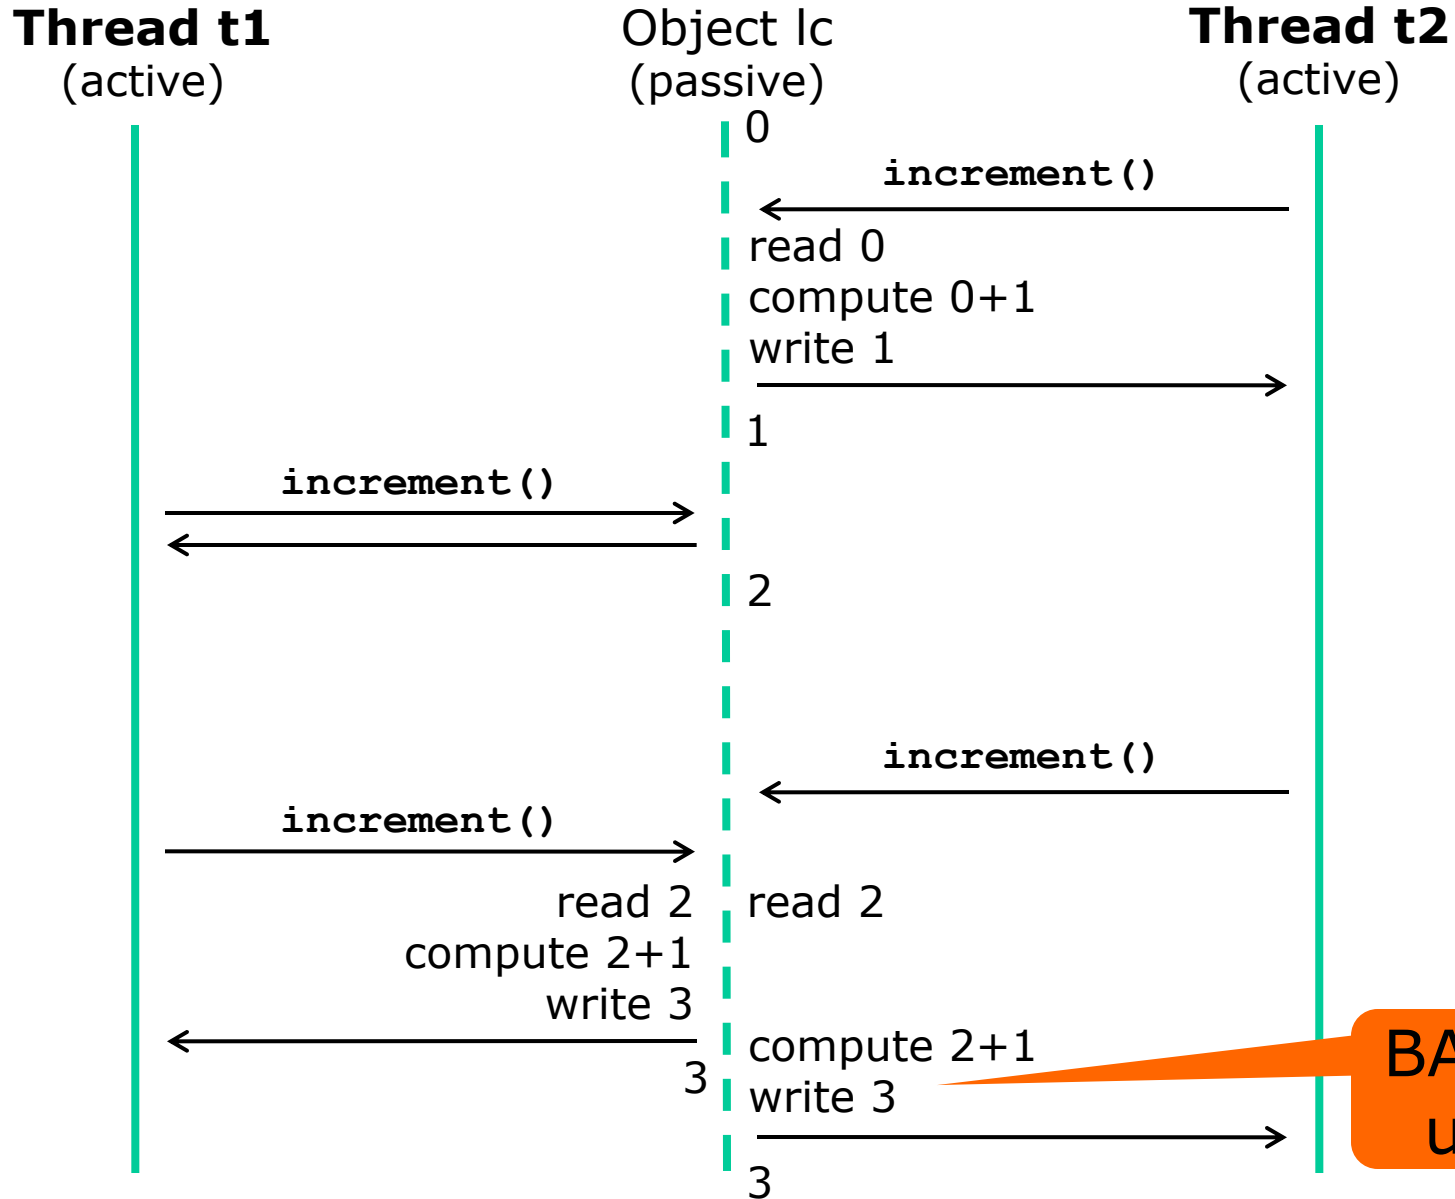 Thread t1
(active)
Object lc
(passive)
Thread t2
(active)
0
increment()
read 0
compute 0+1
write 1
1
increment()
2
increment()
increment()
read 2
compute 2+1
write 3
read 2
3
compute 2+1
write 3
3